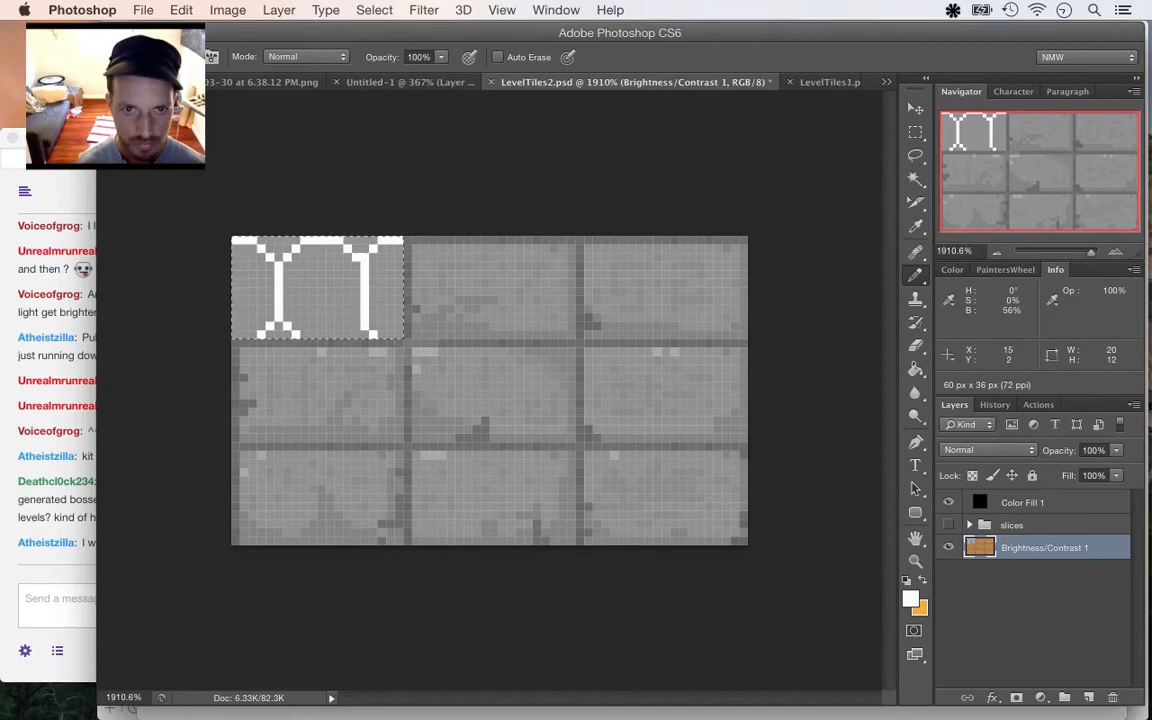 Photoshop File Edit Image Layer Type Select Filter 3D View Window Help
Adobe Photoshop CS6
Mode: Normal Opacity: 100% Auto Erase NMW
03-30 at 6.38.12 PM.png × Untitled-1 @ 367% (Layer ... × LevelTiles2.psd @ 1910% (Brightness/Contrast 1, RGB/8) * × LevelTiles1.p
Navigator Character Paragraph
1910.6%
Color PaintersWheel Info
H: 0° Op: 100%
S: 0%
B: 56%
X: 15 W: 20
Y: 2 H: 12
60 px x 36 px (72 ppi)
Layers History Actions
Kind
Normal Opacity: 100%
Lock: Fill: 100%
Color Fill 1
slices
Brightness/Contrast 1
Voiceofgrog: I
Unrealmrunreal
and then ?
Voiceofgrog:
light get brighter
Atheistzilla:
just running dow
Unrealmrunreal
Unrealmrunreal
Voiceofgrog: ^
Atheistzilla: kit
Deathcl0ck234:
generated bosse
levels? kind of h
Atheistzilla: I w
Send a messa
1910.6% Doc: 6.33K/82.3K